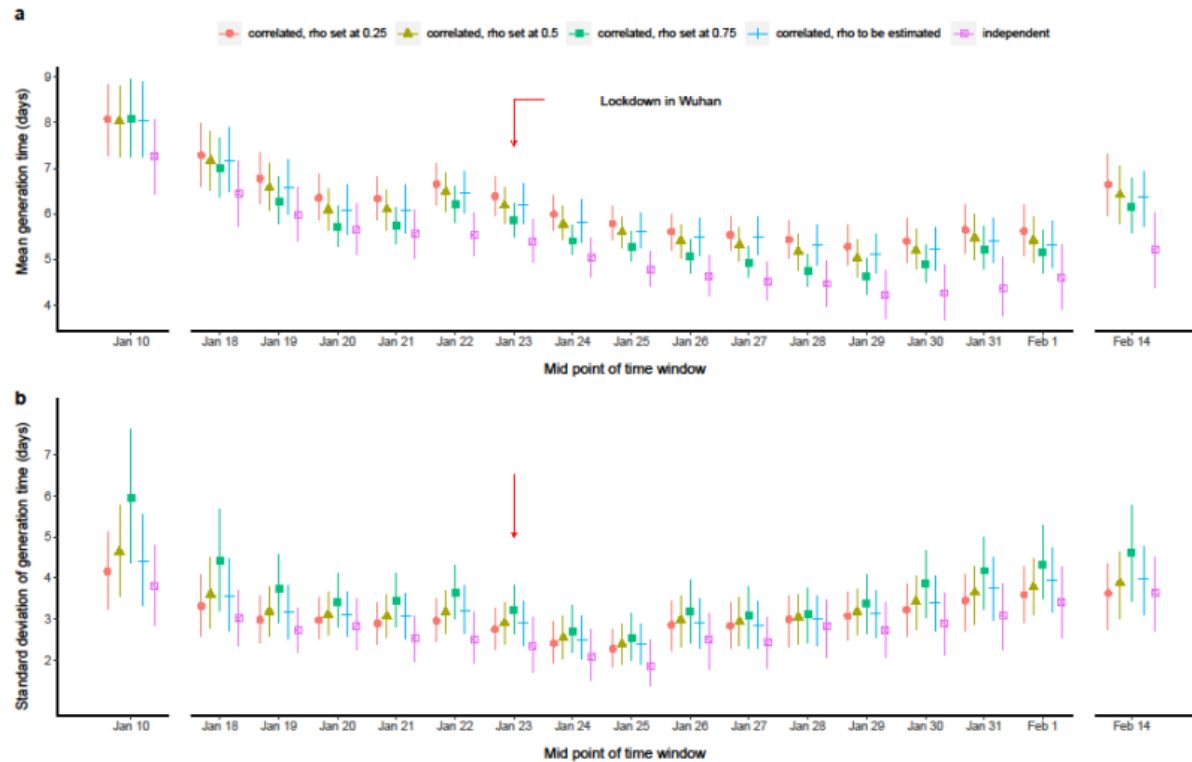 a
correlated, rho set at 0.25 correlated, rho set at 0.5 correlated, rho set at 0.75 correlated, rho to be estimated independent
Mean generation time (days)
9
8
7
6
5
4
Lockdown in Wuhan
Jan 10 Jan 18 Jan 19 Jan 20 Jan 21 Jan 22 Jan 23 Jan 24 Jan 25 Jan 26 Jan 27 Jan 28 Jan 29 Jan 30 Jan 31 Feb 1 Feb 14
Mid point of time window
b
Standard deviation of generation time (days)
7
6
5
4
3
2
Jan 10 Jan 18 Jan 19 Jan 20 Jan 21 Jan 22 Jan 23 Jan 24 Jan 25 Jan 26 Jan 27 Jan 28 Jan 29 Jan 30 Jan 31 Feb 1 Feb 14
Mid point of time window